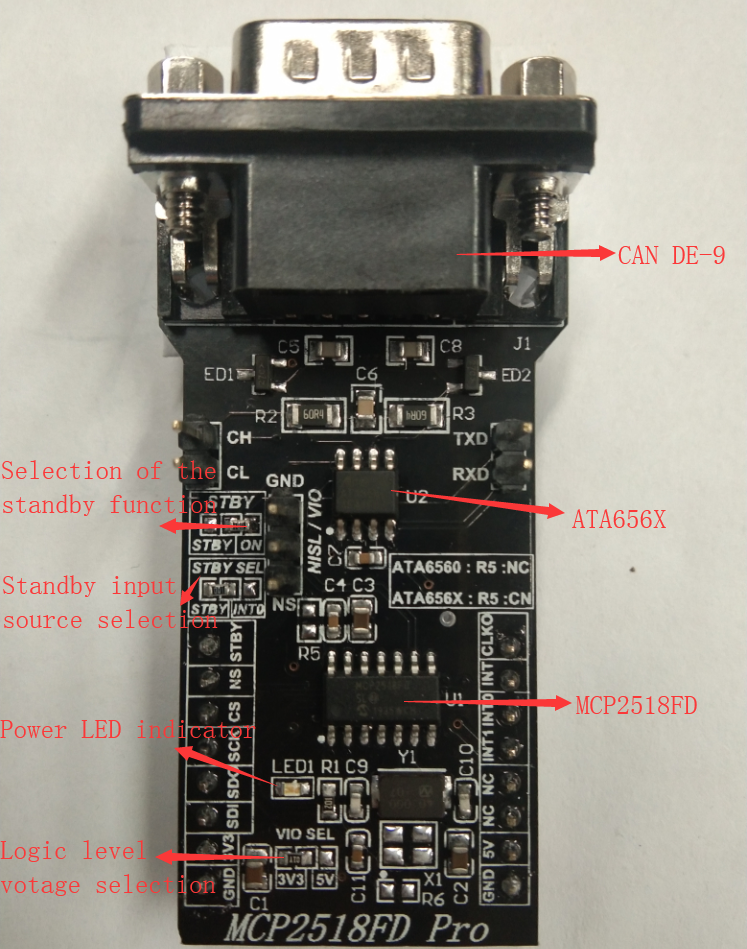 C5
C8
J1
CAN DE-9
ED1
C6
ED2
R2
60R4
60R4
R3
CH
TXD
CL
RXD
Selection of the
standby function
GND
STBY
NISL / VIO
U2
ATA656X
STBY
ON
C7
STBY SEL
ATA6560 : R5 :NC
ATA656X : R5 :CN
Standby input
source selection
STBY
INT0
NS
C4
C3
R5
STBY
CLKO
NS
INT
MCP2518FD
U1
MCP2518FD
CS
INT0
Power LED indicator
SCK
INT1
Y1
LED1
R1
C9
C10
SDO
NC
SDI
NC
VIO SEL
Logic level
votage selection
3V3
5V
3V3
5V
C11
X1
C2
R6
GND
C1
GND
MCP2518FD Pro